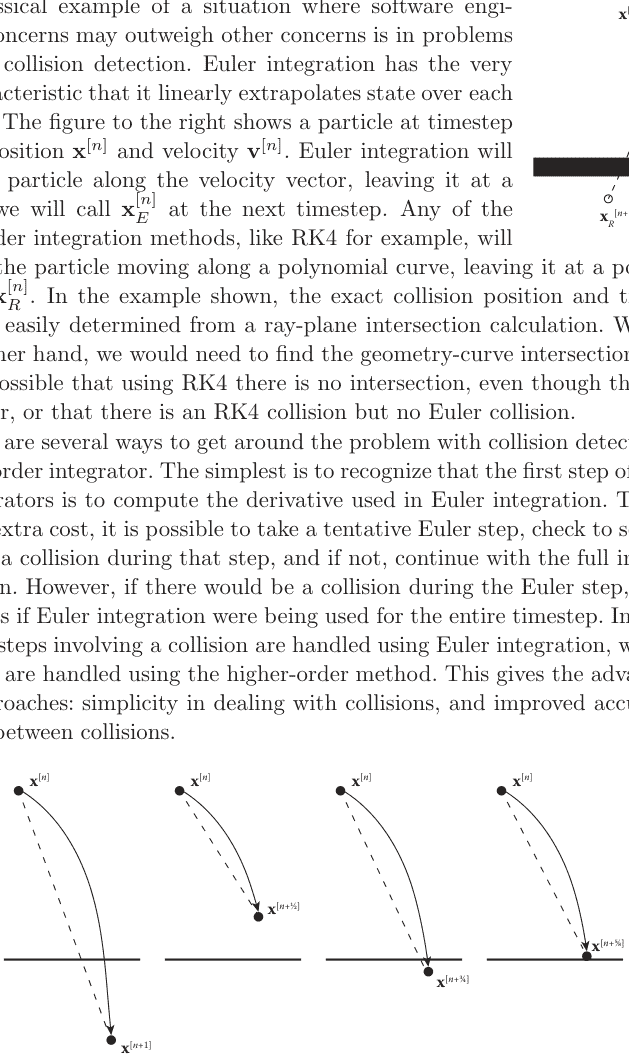 ssical example of a situation where software engi-
oncerns may outweigh other concerns is in problems
collision detection. Euler integration has the very
acteristic that it linearly extrapolates state over each
The figure to the right shows a particle at timestep
osition x^[n] and velocity v^[n]. Euler integration will
particle along the velocity vector, leaving it at a
we will call x_E^[n] at the next timestep. Any of the
der integration methods, like RK4 for example, will
the particle moving along a polynomial curve, leaving it at a po
x_R^[n]. In the example shown, the exact collision position and t
easily determined from a ray-plane intersection calculation. W
her hand, we would need to find the geometry-curve intersection
ossible that using RK4 there is no intersection, even though th
r, or that there is an RK4 collision but no Euler collision.
are several ways to get around the problem with collision detec
order integrator. The simplest is to recognize that the first step of
rators is to compute the derivative used in Euler integration. T
extra cost, it is possible to take a tentative Euler step, check to s
a collision during that step, and if not, continue with the full in
n. However, if there would be a collision during the Euler step,
s if Euler integration were being used for the entire timestep. In
steps involving a collision are handled using Euler integration, w
are handled using the higher-order method. This gives the adva
roaches: simplicity in dealing with collisions, and improved accu
between collisions.
x^[
x_R^[n+
x^[n] x^[n] x^[n] x^[n]
x^[n+½]
x^[n+⅝]
x^[n+¾]
x^[n+1]